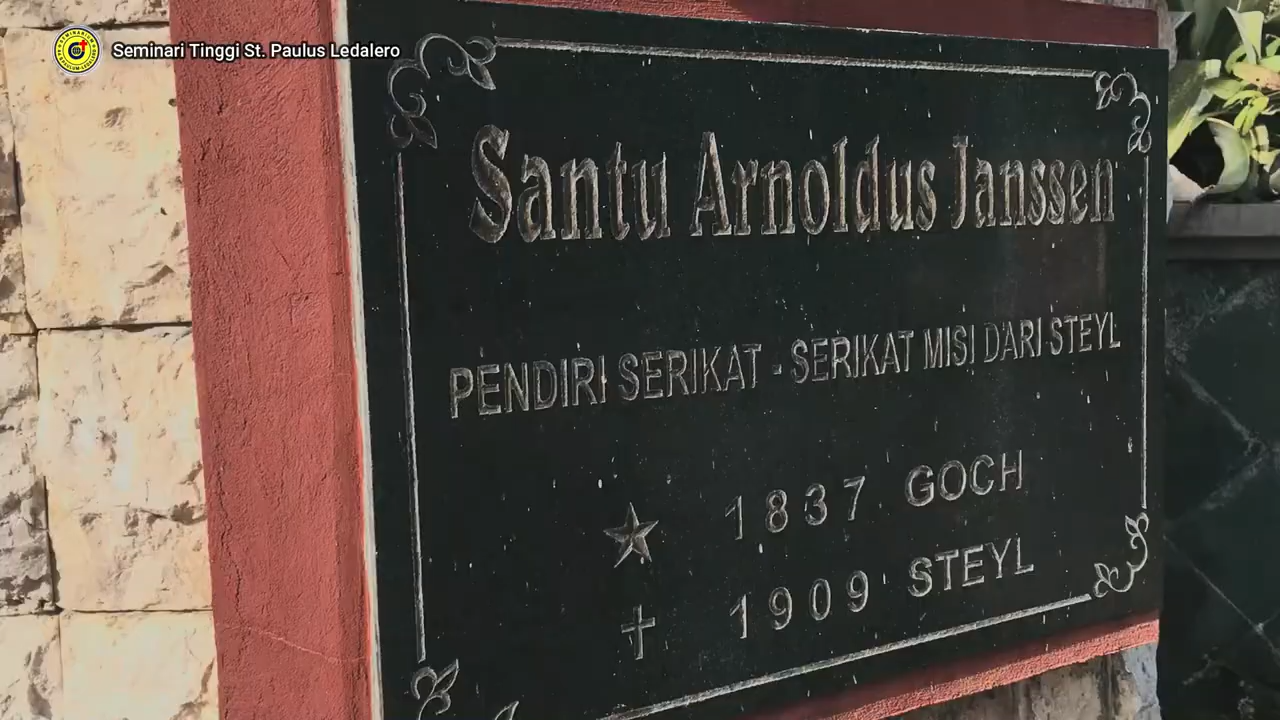 Seminari Tinggi St. Paulus Ledalero
Santu Arnoldus Janssen
PENDIRI SERIKAT - SERIKAT MISI DARI STEYL
1837 GOCH
1909 STEYL